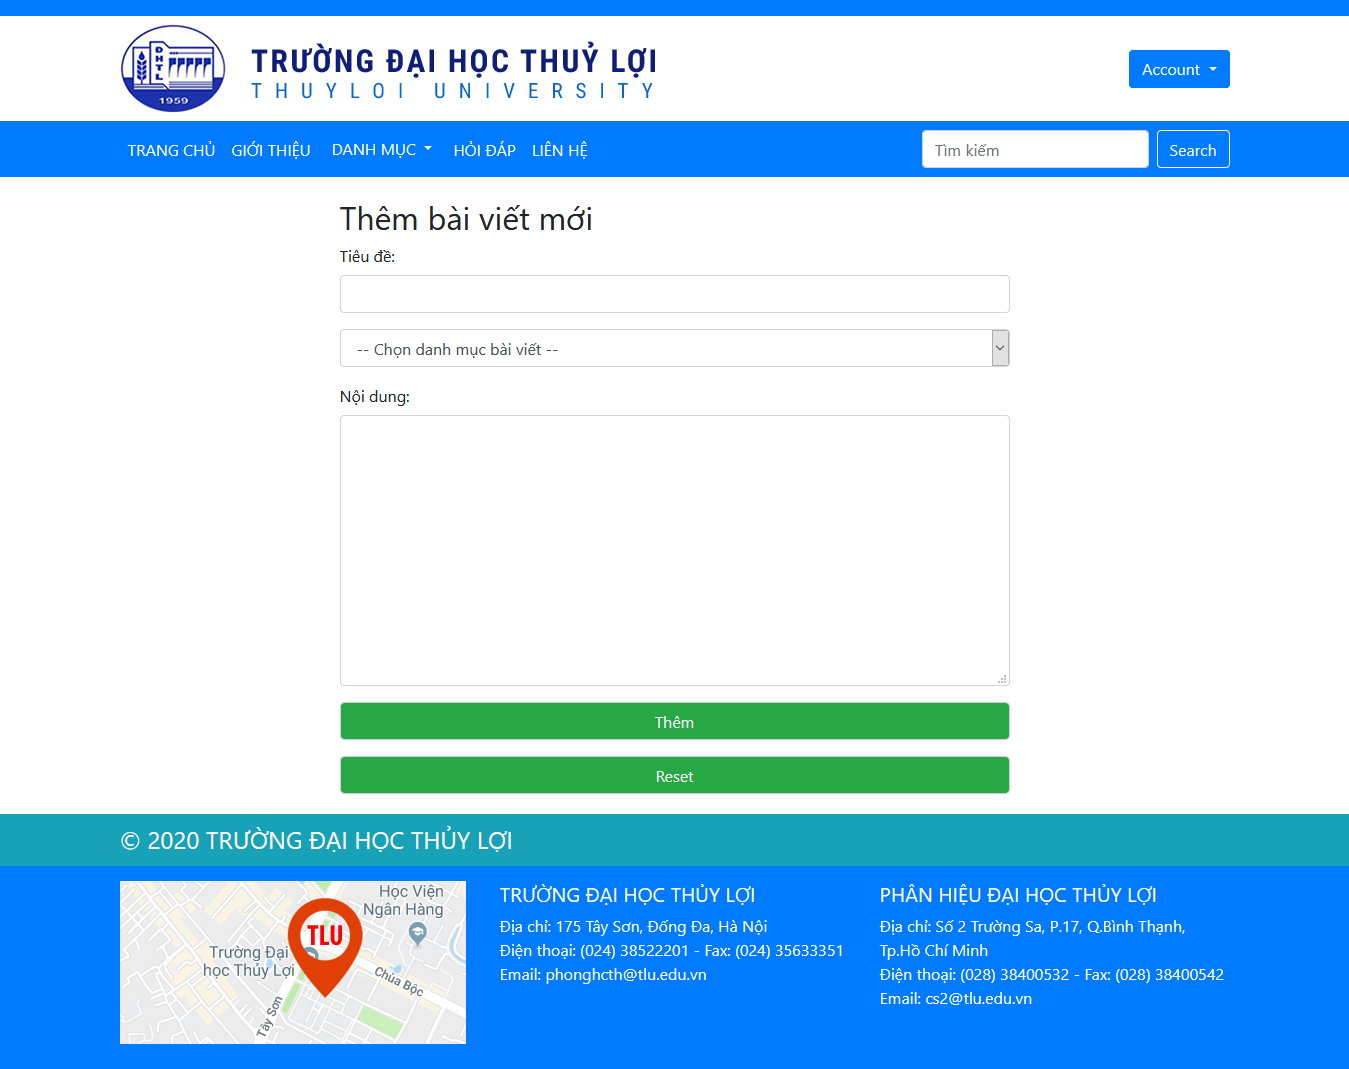 ĐHTL
1959
TRƯỜNG ĐẠI HỌC THUỶ LỢI
THUYLOI UNIVERSITY
Account
TRANG CHỦ
GIỚI THIỆU
DANH MỤC
HỎI ĐÁP
LIÊN HỆ
Tìm kiếm
Search
Thêm bài viết mới
Tiêu đề:
-- Chọn danh mục bài viết --
Nội dung:
Thêm
Reset
© 2020 TRƯỜNG ĐẠI HỌC THỦY LỢI
Học Viện
Ngân Hàng
TLU
Trường Đại
học Thủy Lợi
Chùa Bộc
Tây Sơn
TRƯỜNG ĐẠI HỌC THỦY LỢI
Địa chỉ: 175 Tây Sơn, Đống Đa, Hà Nội
Điện thoại: (024) 38522201 - Fax: (024) 35633351
Email: phonghcth@tlu.edu.vn
PHÂN HIỆU ĐẠI HỌC THỦY LỢI
Địa chỉ: Số 2 Trường Sa, P.17, Q.Bình Thạnh,
Tp.Hồ Chí Minh
Điện thoại: (028) 38400532 - Fax: (028) 38400542
Email: cs2@tlu.edu.vn